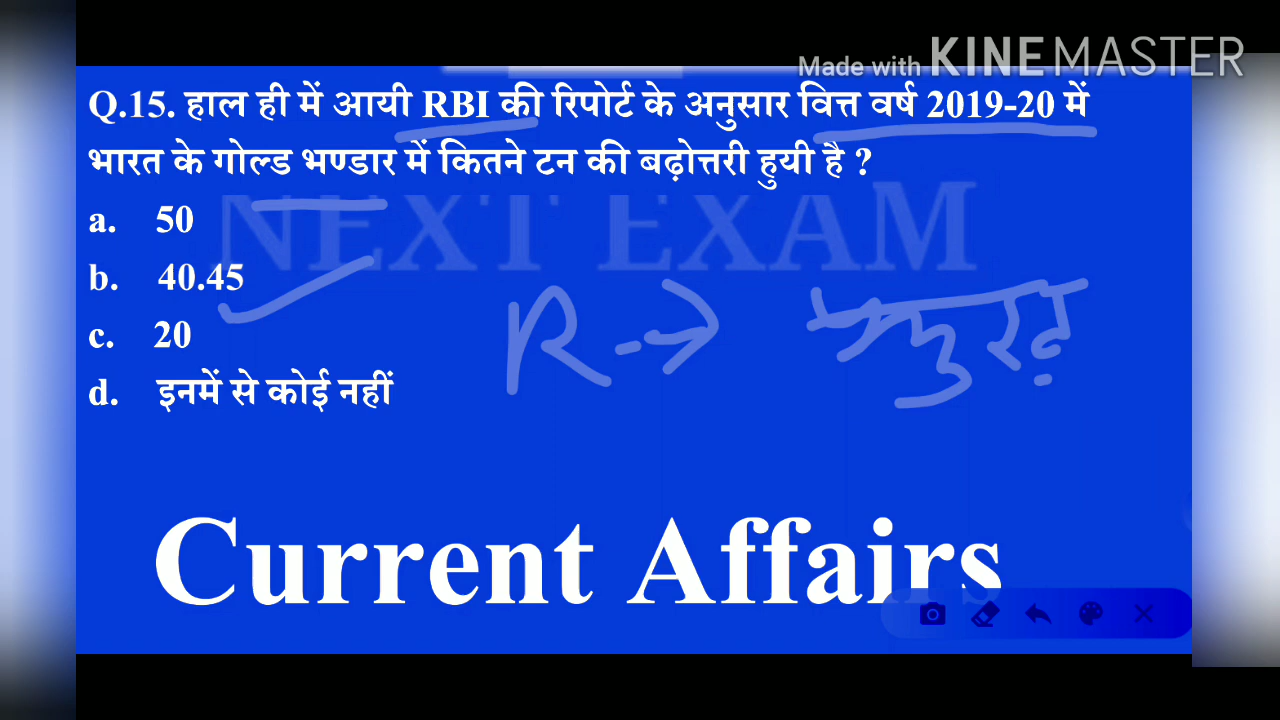 Made with KINEMASTER
Q.15. हाल ही में आयी RBI की रिपोर्ट के अनुसार वित्त वर्ष 2019-20 में
भारत के गोल्ड भण्डार में कितने टन की बढ़ोत्तरी हुयी है ?
NEXT EXAM
a. 50
b. 40.45
c. 20
d. इनमें से कोई नहीं
R →
Current Affairs